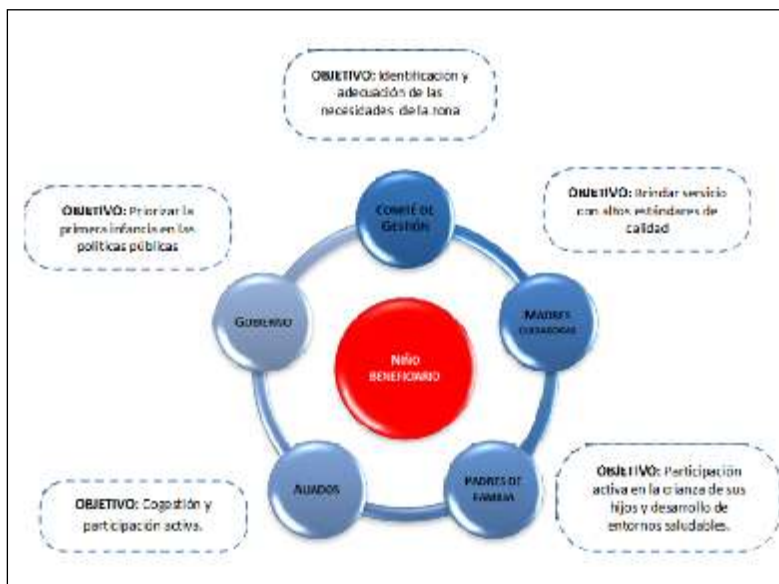 OBJETIVO: Identificación y
adecuación de las
necesidades de la zona
OBJETIVO: Priorizar la
primera infancia en las
políticas públicas
OBJETIVO: Brindar servicio
con altos estándares de
calidad
COMITÉ DE
GESTIÓN
GOBIERNO
MADRES
CUIDADORAS
NIÑO
BENEFICIARIO
ALIADOS
PADRES DE
FAMILIA
OBJETIVO: Cogestión y
participación activa.
OBJETIVO: Participación
activa en la crianza de sus
hijos y desarrollo de
entornos saludables.